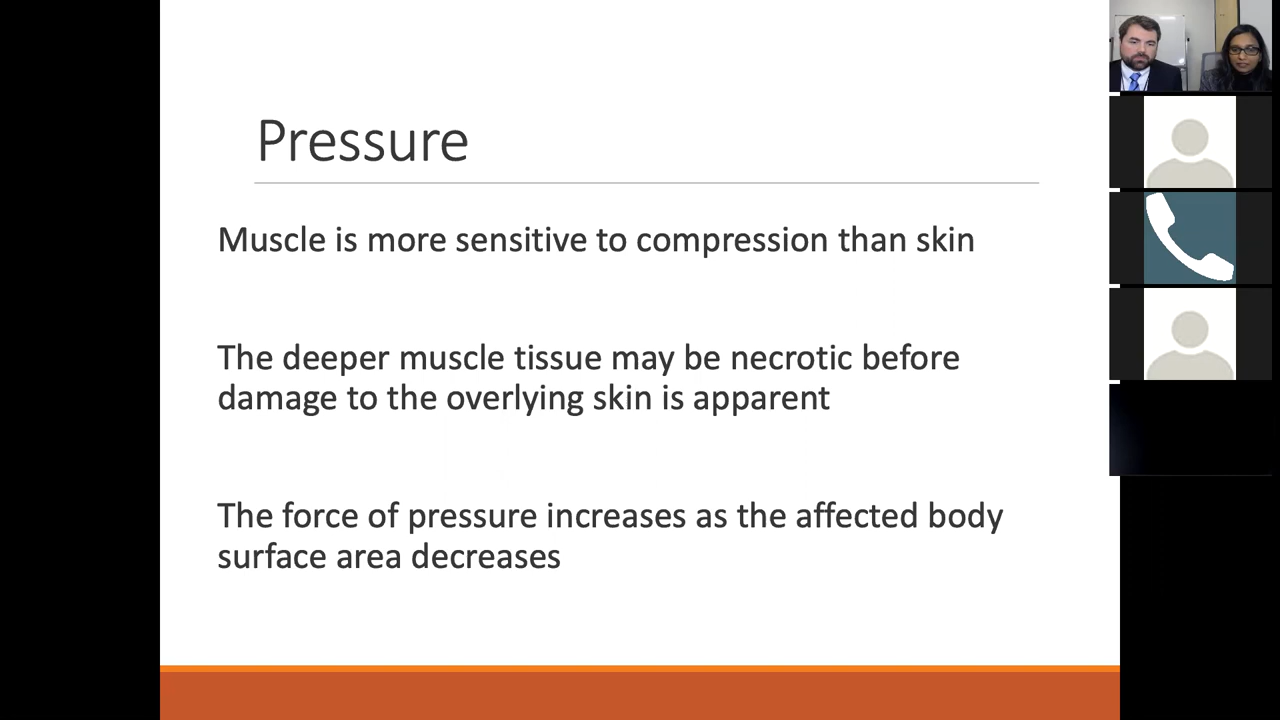 Pressure
Muscle is more sensitive to compression than skin
The deeper muscle tissue may be necrotic before
damage to the overlying skin is apparent
The force of pressure increases as the affected body
surface area decreases